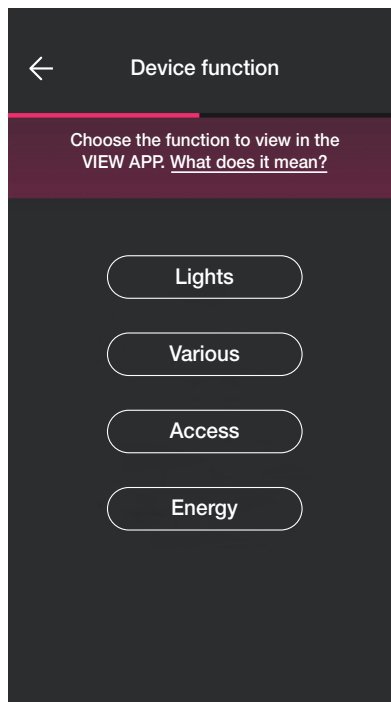 Device function
Choose the function to view in the
VIEW APP. What does it mean?
Lights
Various
Access
Energy